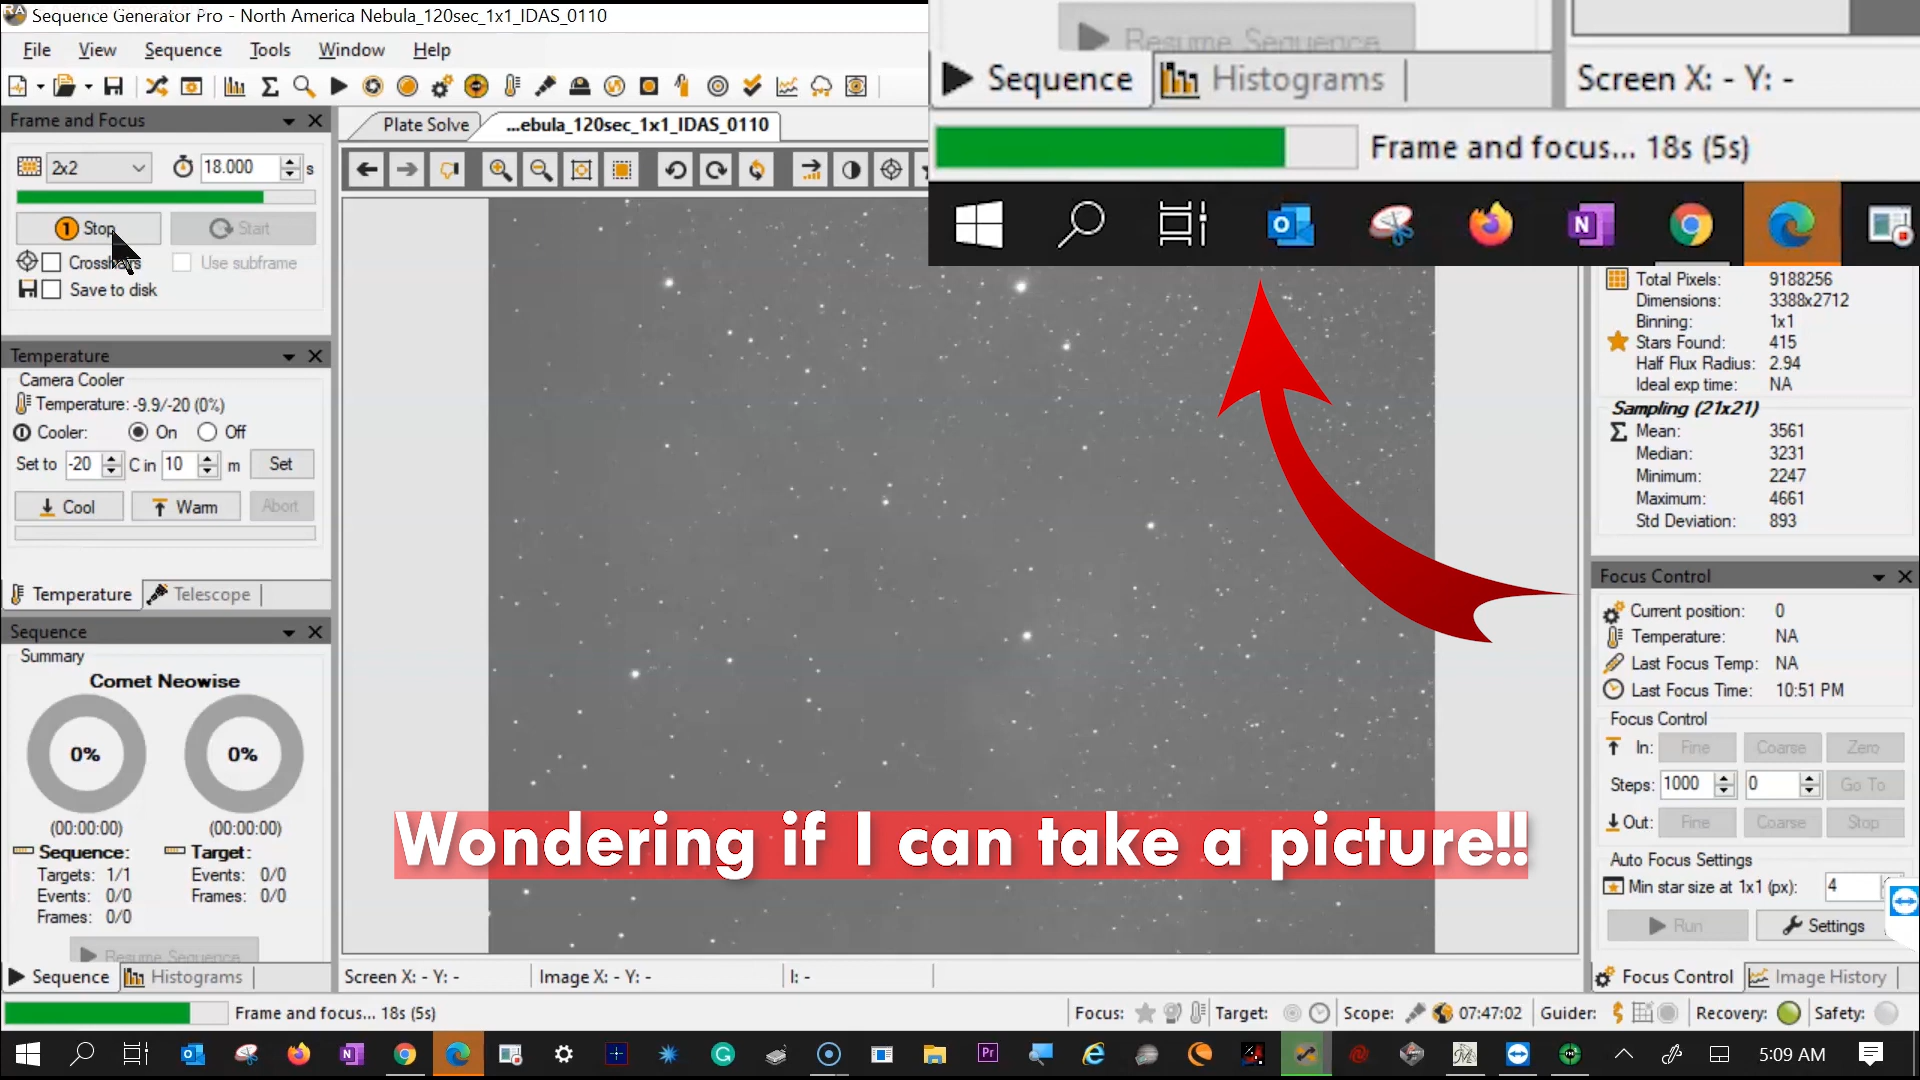 Sequence Generator Pro - North America Nebula_120sec_1x1_IDAS_0110
File View Sequence Tools Window Help
Frame and Focus
2x2 18.000 s
Stop Start
Crosshairs Use subframe
Save to disk
Temperature
Camera Cooler
Temperature: -9.9/-20 (0%)
Cooler: On Off
Set to -20 C in 10 m Set
Cool Warm Abort
Temperature Telescope
Sequence
Summary
Comet Neowise
0% 0%
(00:00:00) (00:00:00)
Sequence: Target:
Targets: 1/1 Events: 0/0
Events: 0/0 Frames: 0/0
Frames: 0/0
Resume Sequence
Sequence Histograms
Plate Solve ...ebula_120sec_1x1_IDAS_0110
Resume Sequence
Sequence Histograms Screen X: - Y: -
Frame and focus... 18s (5s)
Wondering if I can take a picture!!
Total Pixels: 9188256
Dimensions: 3388x2712
Binning: 1x1
Stars Found: 415
Half Flux Radius: 2.94
Ideal exp time: NA
Sampling (21x21)
Mean: 3561
Median: 3231
Minimum: 2247
Maximum: 4661
Std Deviation: 893
Focus Control
Current position: 0
Temperature: NA
Last Focus Temp: NA
Last Focus Time: 10:51 PM
Focus Control
In: Fine Coarse Zero
Steps: 1000 0 Go To
Out: Fine Coarse Stop
Auto Focus Settings
Min star size at 1x1 (px): 4
Run Settings
Focus Control Image History
Screen X: - Y: - Image X: - Y: - I: -
Frame and focus... 18s (5s) Focus: Target: Scope: 07:47:02 Guider: Recovery: Safety:
5:09 AM